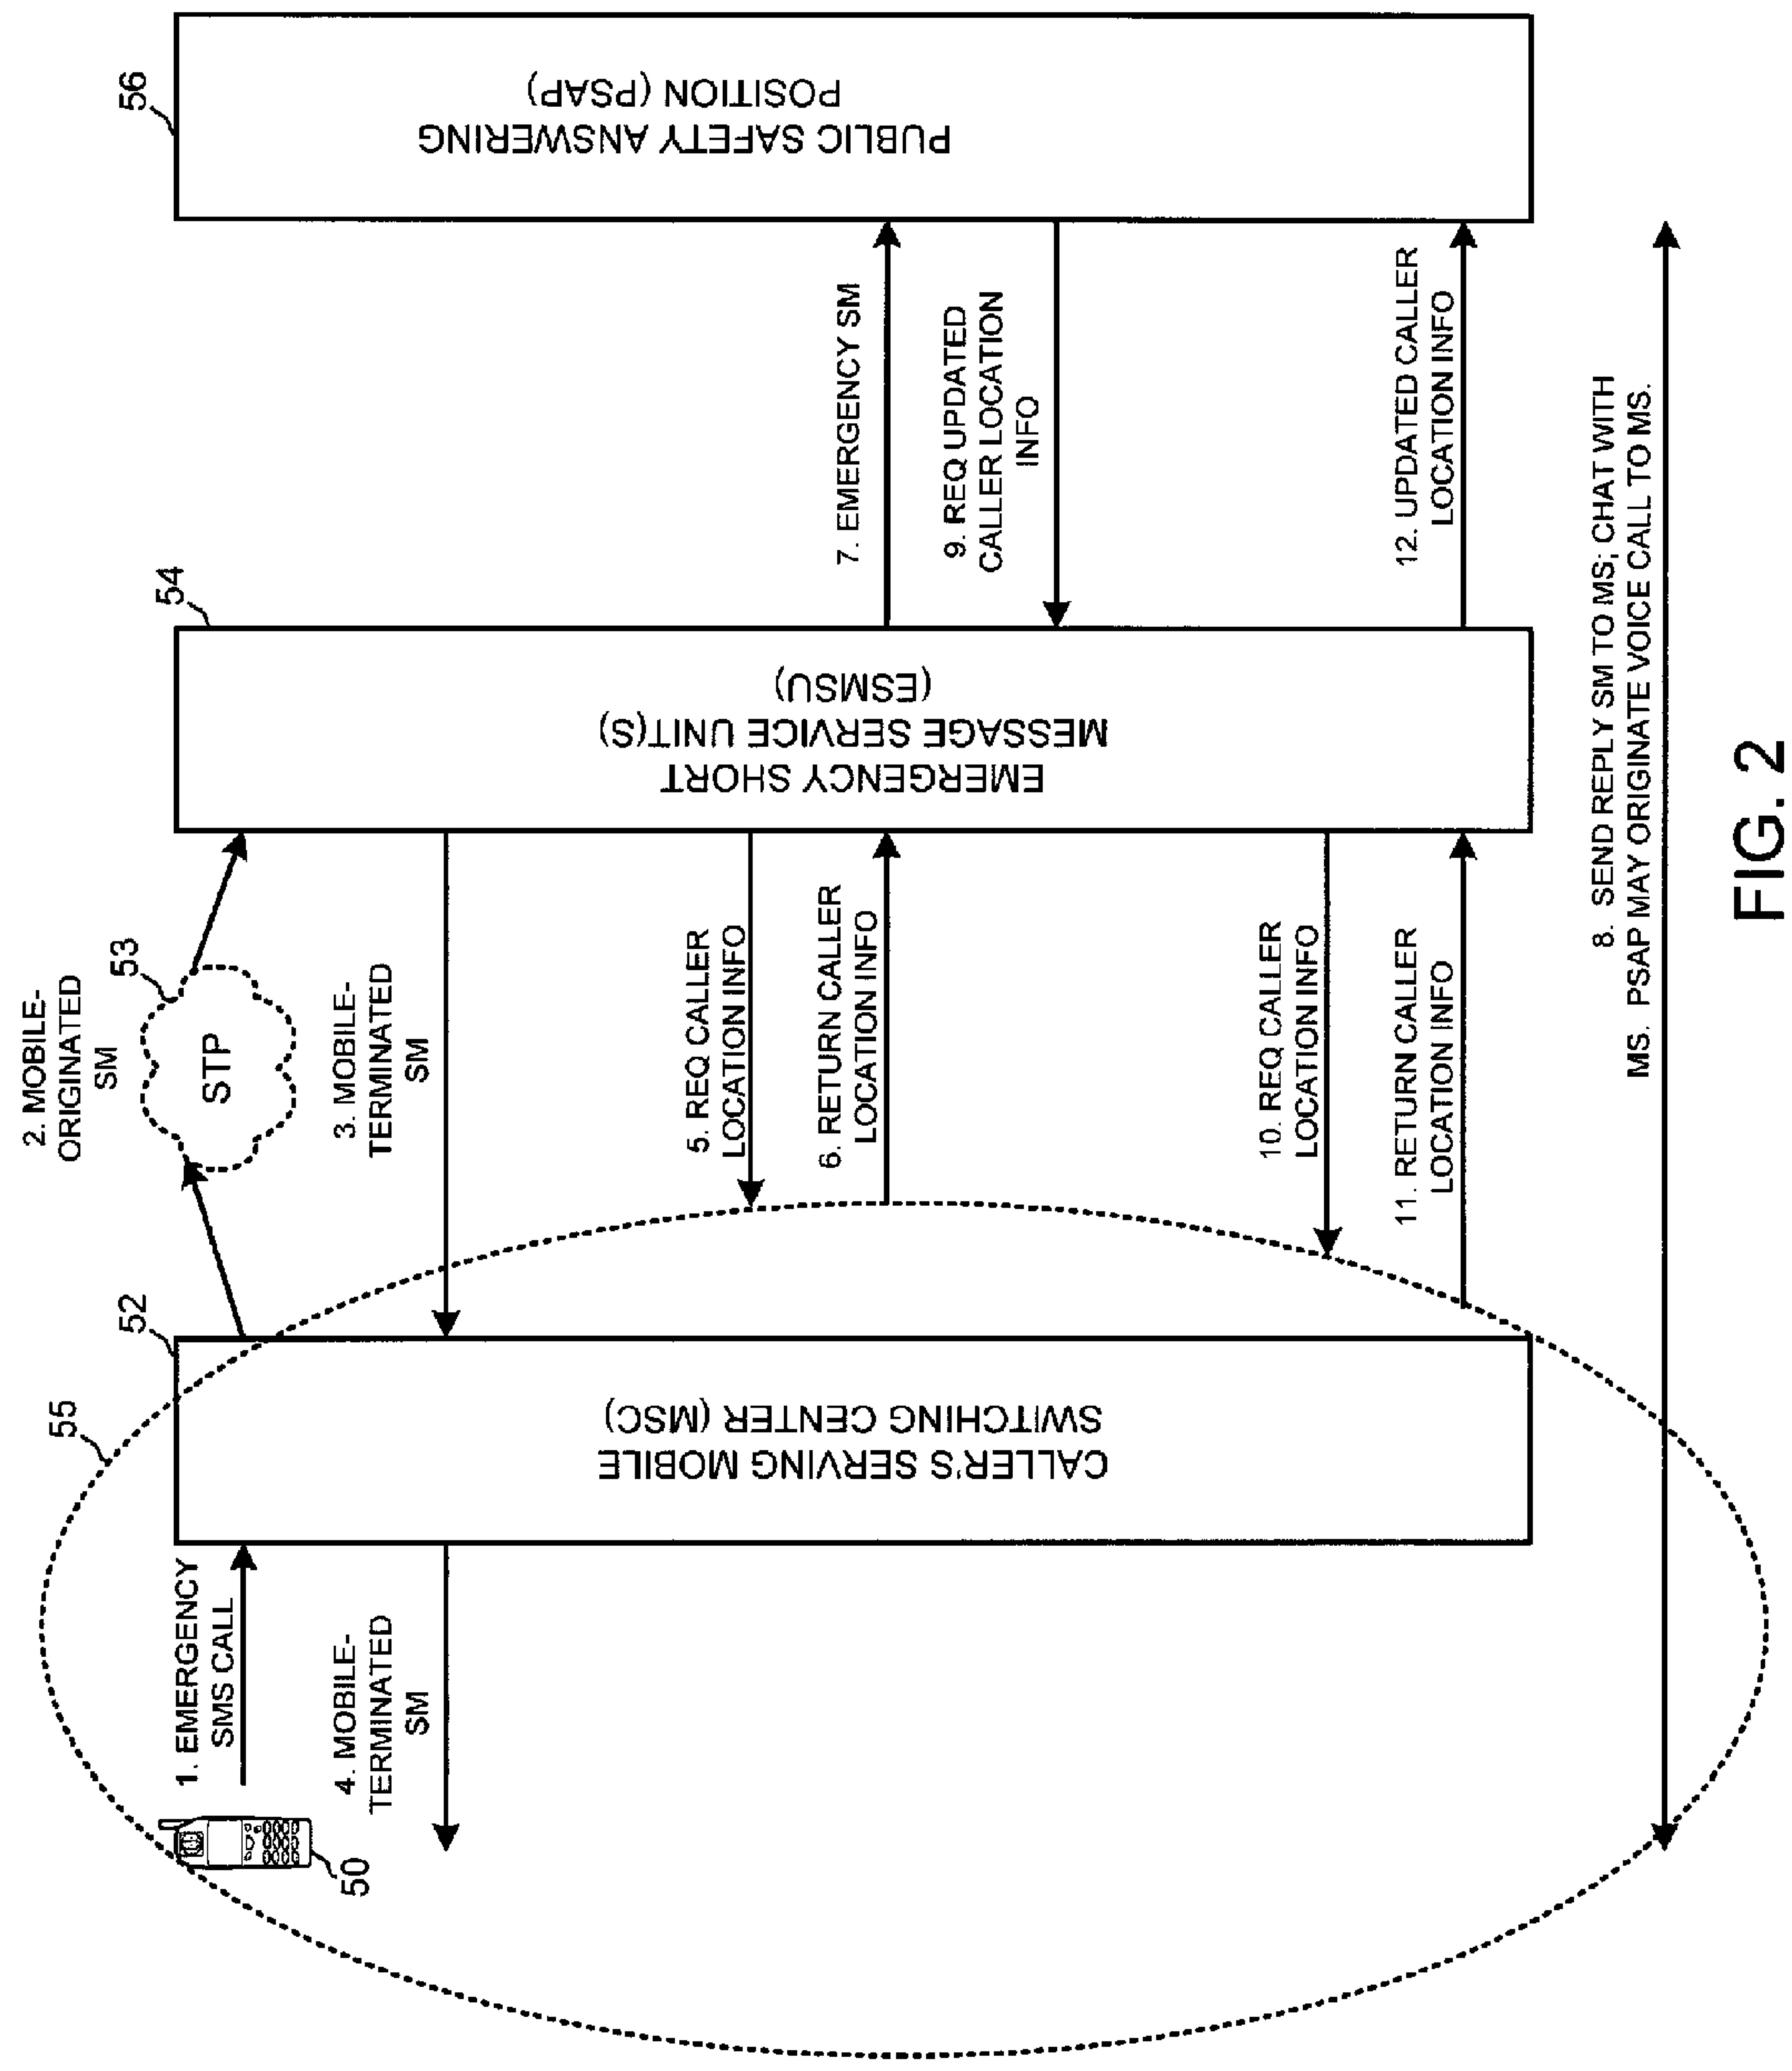 55
52
53
54
56
50
CALLER'S SERVING MOBILE
SWITCHING CENTER (MSC)
STP
EMERGENCY SHORT
MESSAGE SERVICE UNIT(S)
(ESMSU)
PUBLIC SAFETY ANSWERING
POSITION (PSAP)
1. EMERGENCY
SMS CALL
2. MOBILE-
ORIGINATED
SM
3. MOBILE-
TERMINATED
SM
4. MOBILE-
TERMINATED
SM
5. REQ CALLER
LOCATION INFO
6. RETURN CALLER
LOCATION INFO
7. EMERGENCY SM
9. REQ UPDATED
CALLER LOCATION
INFO
10. REQ CALLER
LOCATION INFO
11. RETURN CALLER
LOCATION INFO
12. UPDATED CALLER
LOCATION INFO
8. SEND REPLY SM TO MS; CHAT WITH
MS. PSAP MAY ORIGINATE VOICE CALL TO MS.
FIG. 2